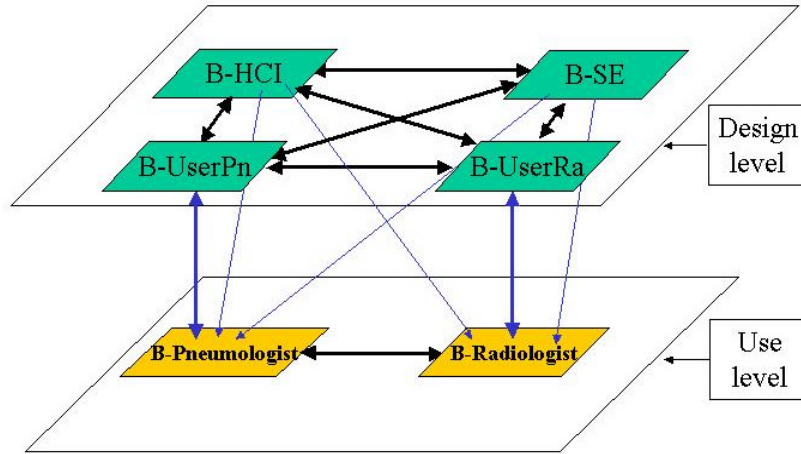 B-HCI
B-SE
B-UserPn
B-UserRa
Design
level
B-Pneumologist
B-Radiologist
Use
level